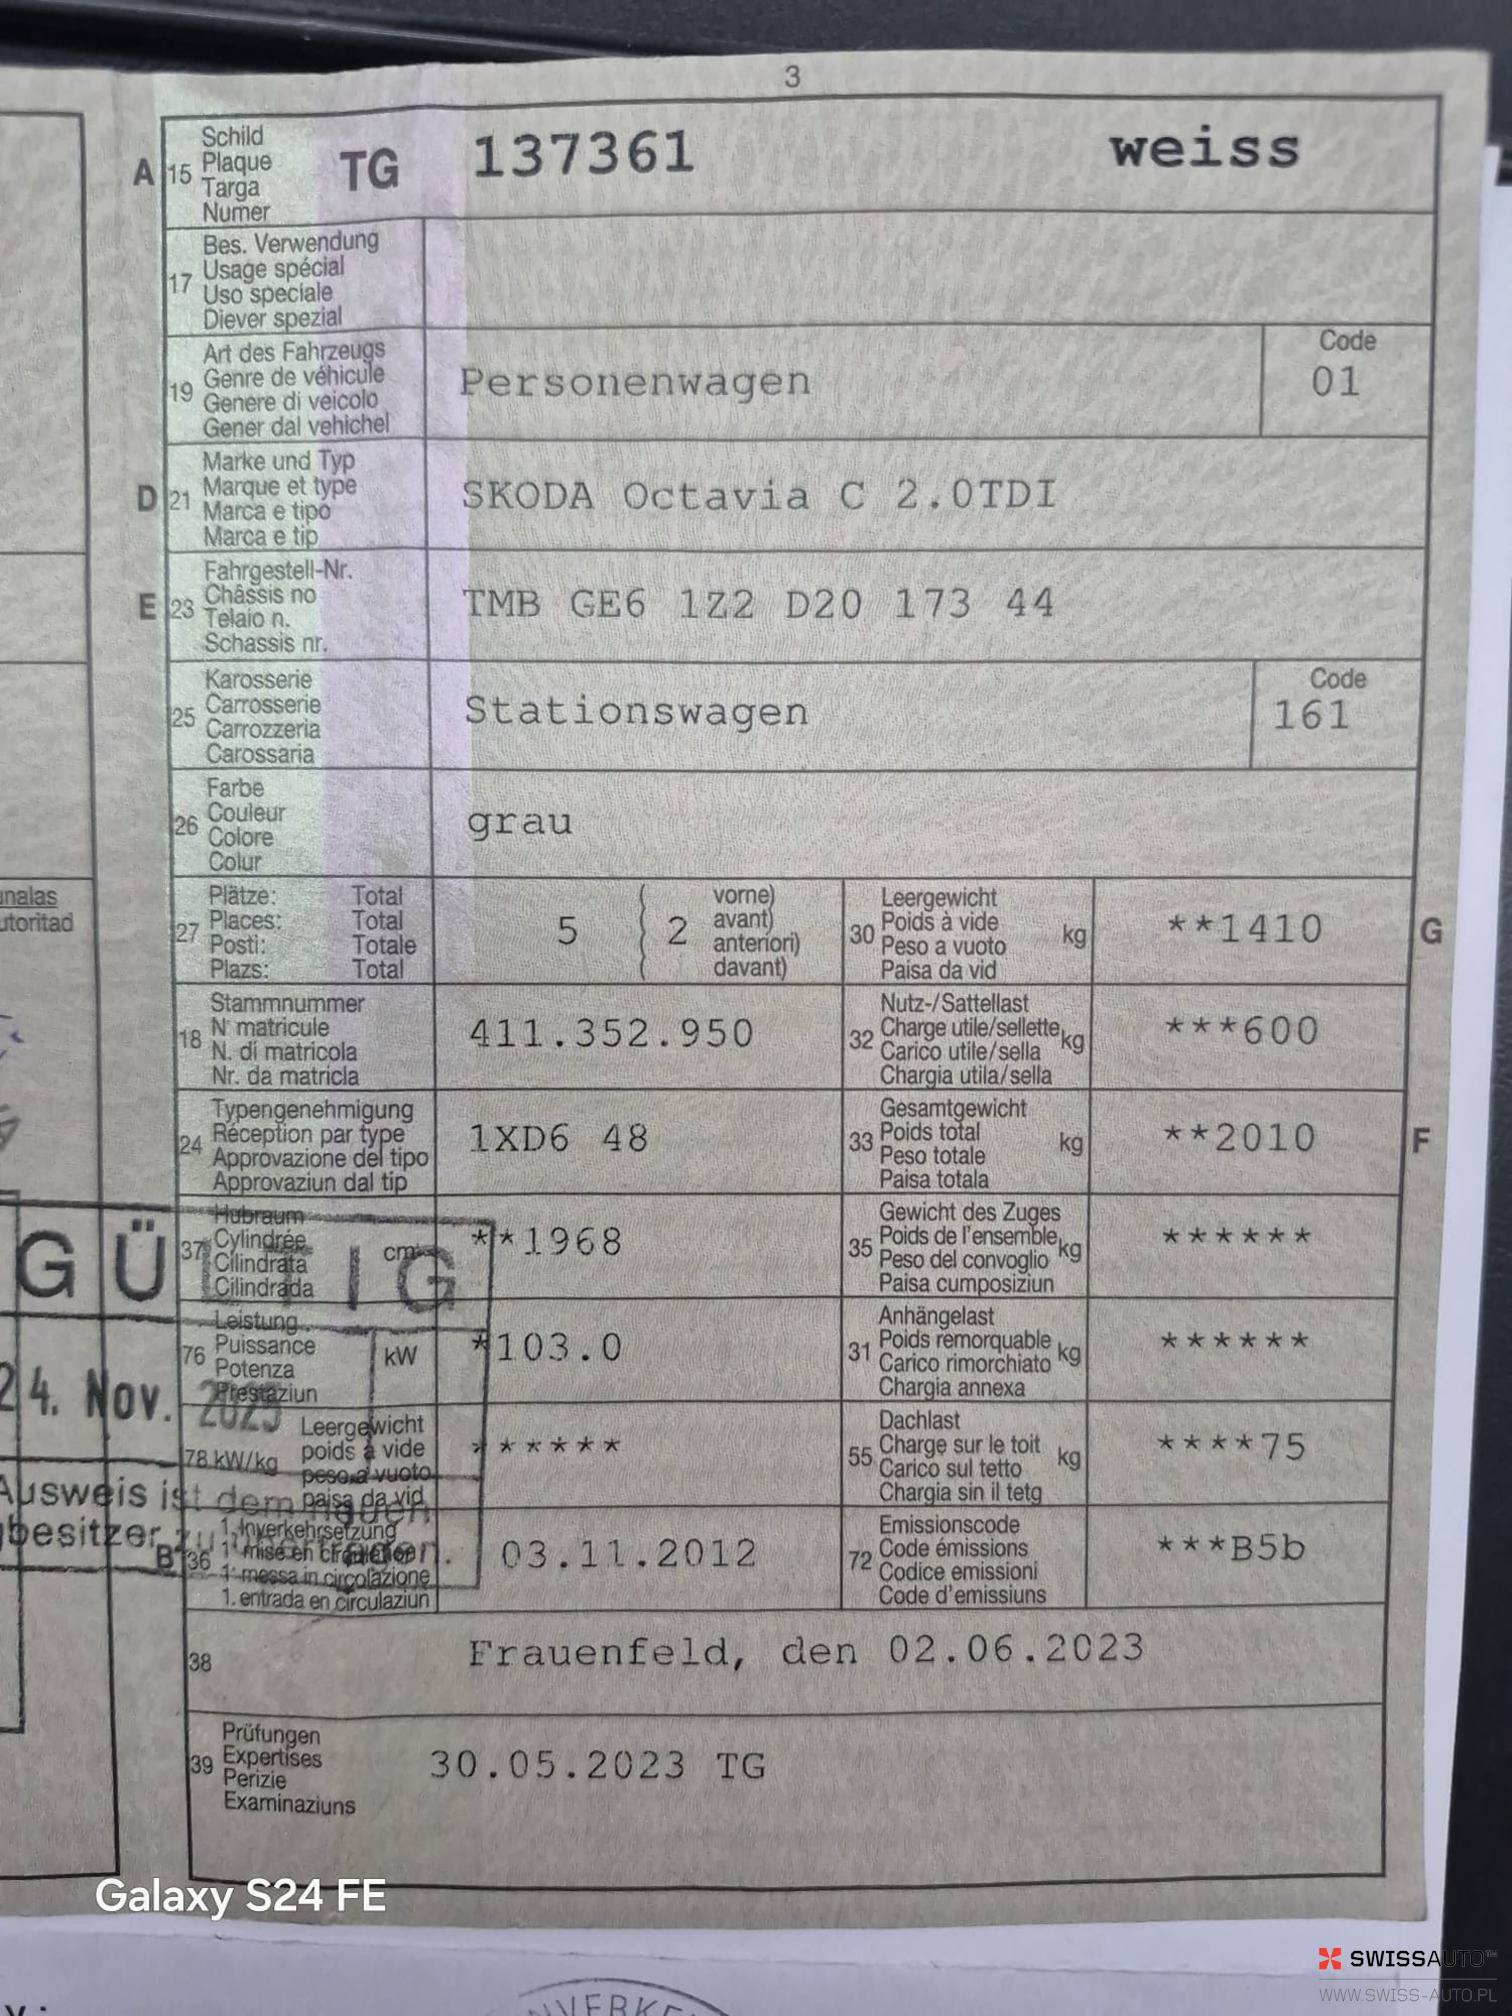 3
A 15 Schild
Plaque
Targa
Numer
TG 137361 weiss
17 Bes. Verwendung
Usage spécial
Uso speciale
Diever spezial
19 Art des Fahrzeugs
Genre de véhicule
Genere di veicolo
Gener dal vehichel
Personenwagen
Code
01
D 21 Marke und Typ
Marque et type
Marca e tipo
Marca e tip
SKODA Octavia C 2.0TDI
E 23 Fahrgestell-Nr.
Châssis no
Telaio n.
Schassis nr.
TMB GE6 1Z2 D20 173 44
25 Karosserie
Carrosserie
Carrozzeria
Carossaria
Stationswagen
Code
161
26 Farbe
Couleur
Colore
Colur
grau
27 Plätze: Total
Places: Total
Posti: Totale
Plazs: Total
5 ( 2 vorne)
avant)
anteriori)
davant)
30 Leergewicht
Poids à vide
Peso a vuoto
Paisa da vid
kg **1410 G
18 Stammnummer
N matricule
N. di matricola
Nr. da matricla
411.352.950
32 Nutz-/Sattellast
Charge utile/sellette
Carico utile/sella
Chargia utila/sella
kg ***600
24 Typengenehmigung
Réception par type
Approvazione del tipo
Approvaziun dal tip
1XD6 48
33 Gesamtgewicht
Poids total
Peso totale
Paisa totala
kg **2010 F
37 Hubraum
Cylindrée
Cilindrata
Cilindrada
cm³ **1968
35 Gewicht des Zuges
Poids de l'ensemble
Peso del convoglio
Paisa cumposiziun
kg ******
76 Leistung
Puissance
Potenza
Prestaziun
kW *103.0
31 Anhängelast
Poids remorquable
Carico rimorchiato
Chargia annexa
kg ******
78 kW/kg Leergewicht
poids à vide
peso a vuoto
paisa da vid
******
55 Dachlast
Charge sur le toit
Carico sul tetto
Chargia sin il tetg
kg ****75
B 36 1. Inverkehrsetzung
1. mise en circulation
1. messa in circolazione
1. entrada en circulaziun
03.11.2012
72 Emissionscode
Code émissions
Codice emissioni
Code d'emissiuns
***B5b
38 Frauenfeld, den 02.06.2023
39 Prüfungen
Expertises
Perizie
Examinaziuns
30.05.2023 TG
utoritad
GÜLTIG
24. Nov. 2025
Ausweis ist dem neuen
besitzer zu
Galaxy S24 FE
SWISSAUTO™
WWW.SWISS-AUTO.PL